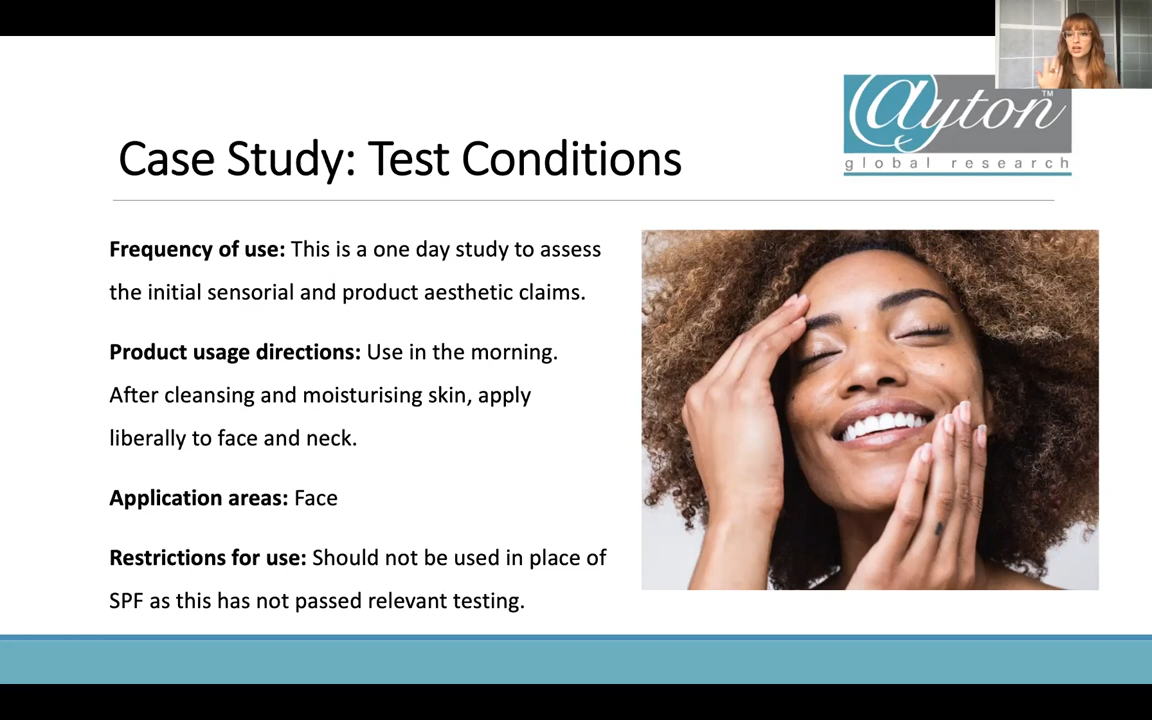 Case Study: Test Conditions
@yton™
global research
Frequency of use: This is a one day study to assess
the initial sensorial and product aesthetic claims.
Product usage directions: Use in the morning.
After cleansing and moisturising skin, apply
liberally to face and neck.
Application areas: Face
Restrictions for use: Should not be used in place of
SPF as this has not passed relevant testing.